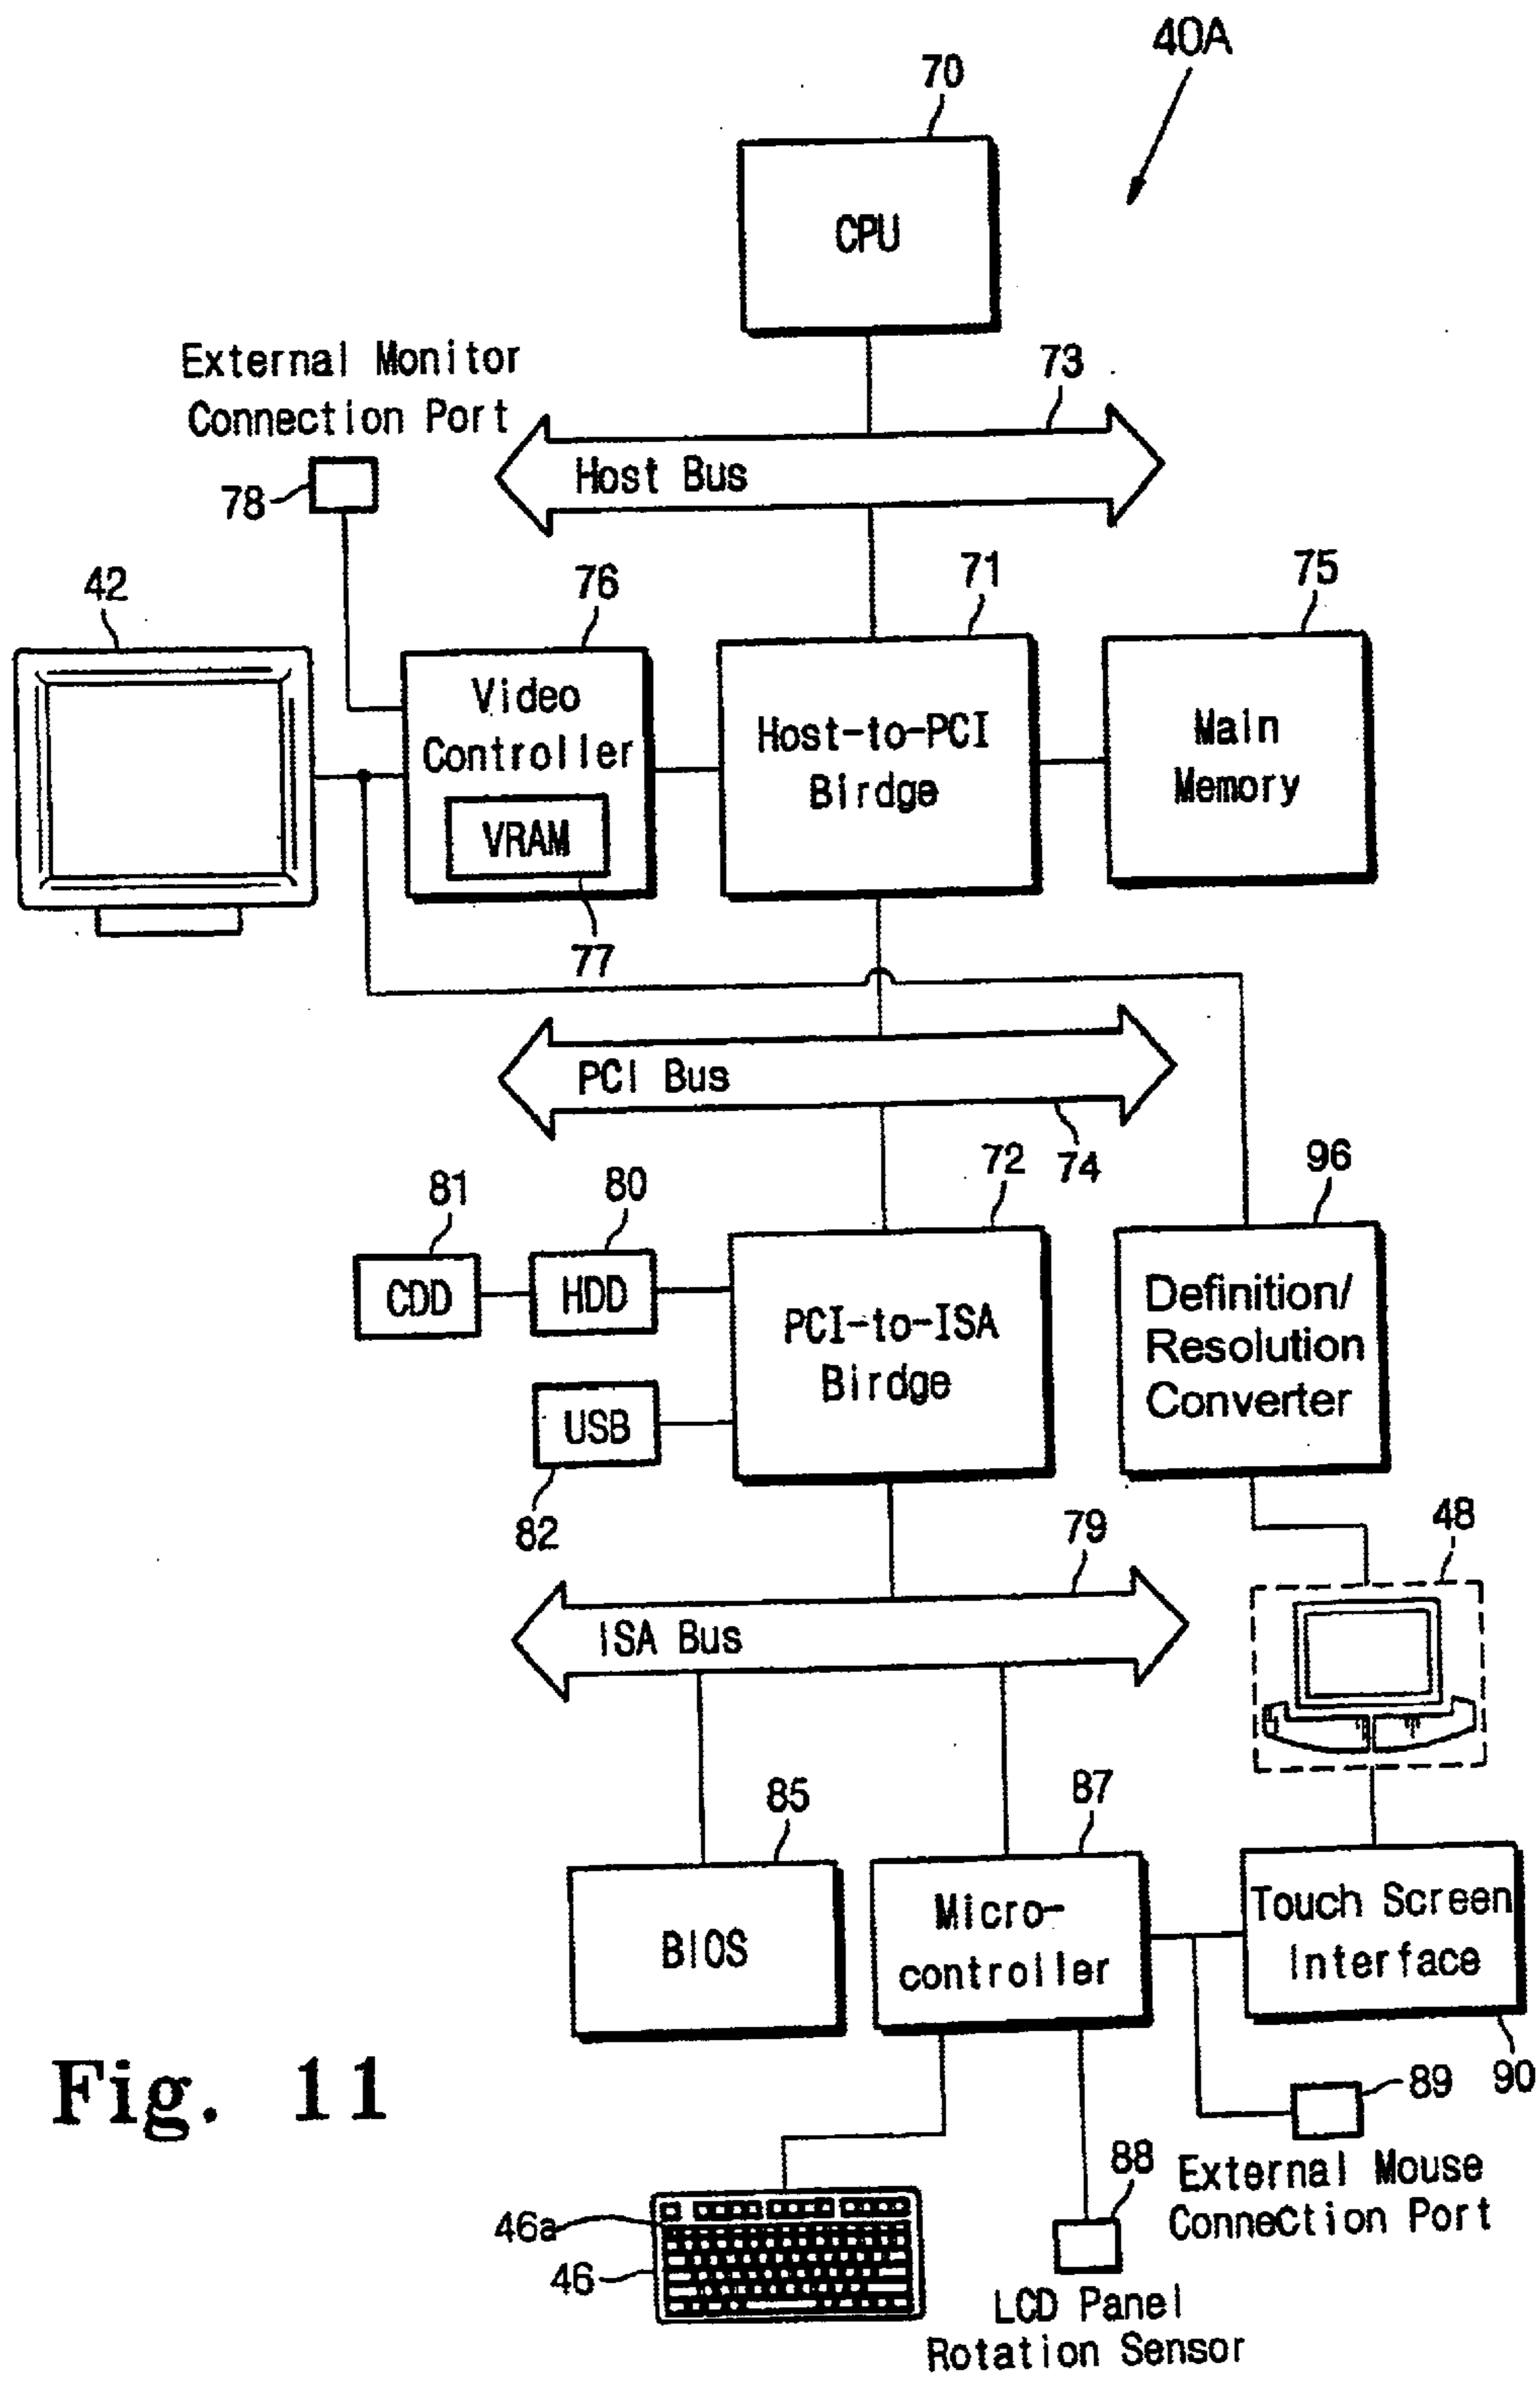 40A
70
CPU
External Monitor
Connection Port
73
Host Bus
78
42
76
71
75
Video
Controller
VRAM
77
Host-to-PCI
Birdge
Main
Memory
PCI Bus
74
81
80
72
96
CDD
HDD
USB
82
PCI-to-ISA
Birdge
Definition/
Resolution
Converter
79
48
ISA Bus
85
87
BIOS
Micro-
controller
Touch Screen
Interface
90
89
External Mouse
Connection Port
Fig. 11
46a
46
88
LCD Panel
Rotation Sensor